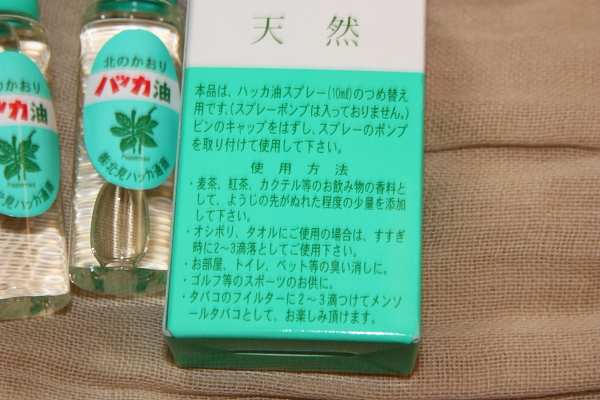 北のかおり
ハッカ油
Peppermint
㈱北見ハッカ通商
天然
本品は、ハッカ油スプレー(10㎖)のつめ替え
用です。(スプレーポンプは入っておりません。)
ビンのキャップをはずし、スプレーのポンプ
を取り付けて使用して下さい。
使用方法
・麦茶、紅茶、カクテル等のお飲み物の香料と
して、ようじの先がぬれた程度の少量を添加
して下さい。
・オシボリ、タオルにご使用の場合は、すすぎ
時に2〜3滴落としてご使用下さい。
・お部屋、トイレ、ペット等の臭い消しに。
・ゴルフ等のスポーツのお供に。
・タバコのフイルターに2〜3滴つけてメンソ
ールタバコとして、お楽しみ頂けます。